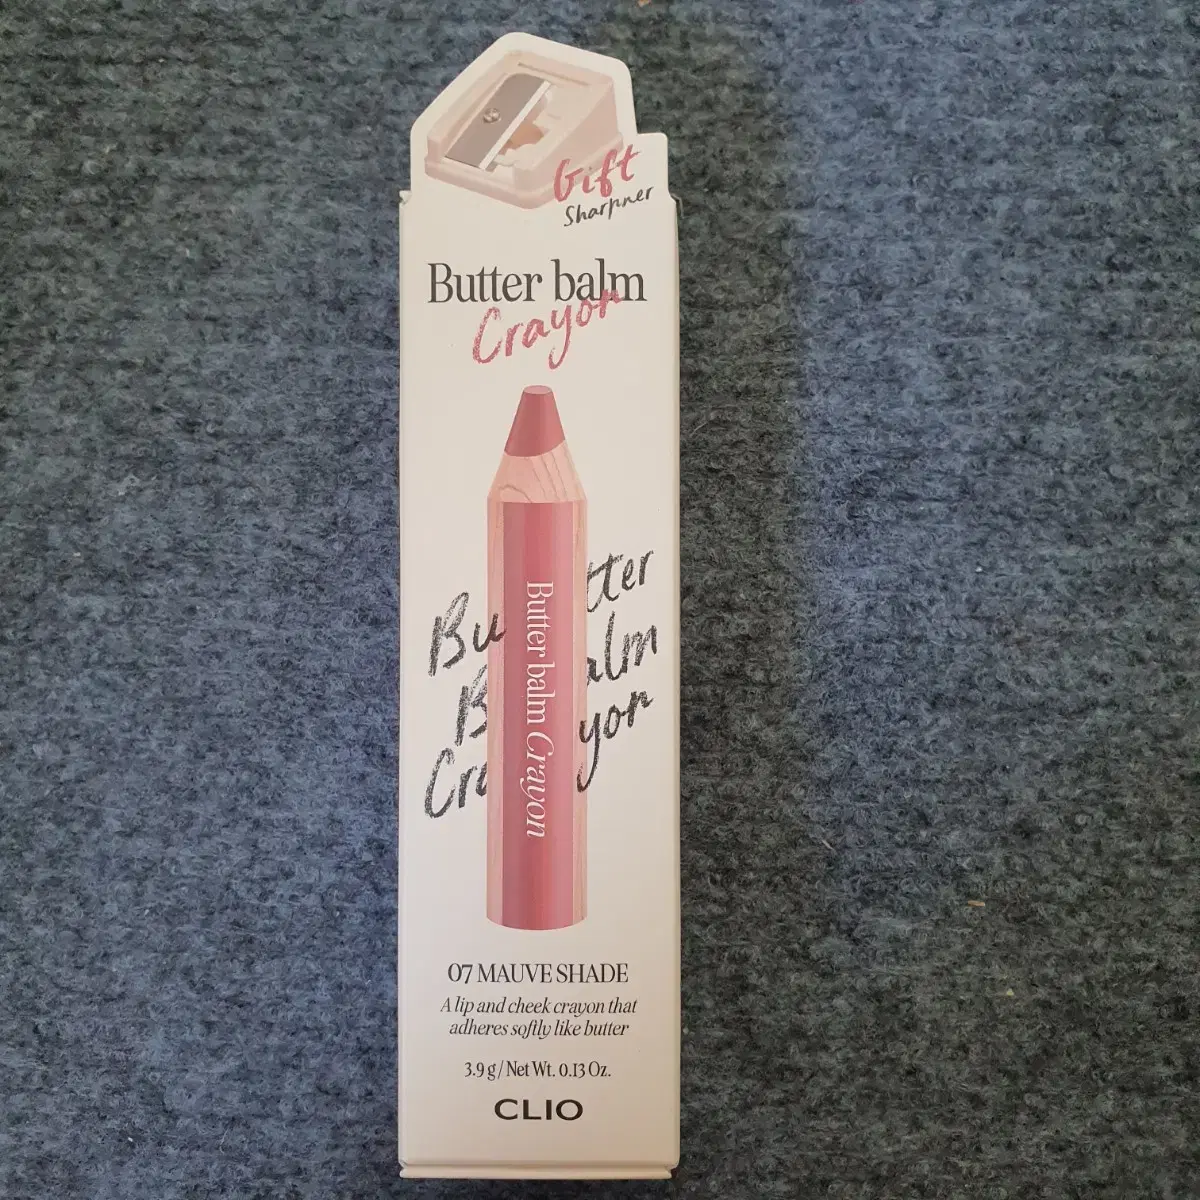 Gift
Sharpner
Butter balm
Crayon
Butter
Balm
Crayon
Butter balm Crayon
07 MAUVE SHADE
A lip and cheek crayon that
adheres softly like butter
3.9 g / Net Wt. 0.13 Oz.
CLIO